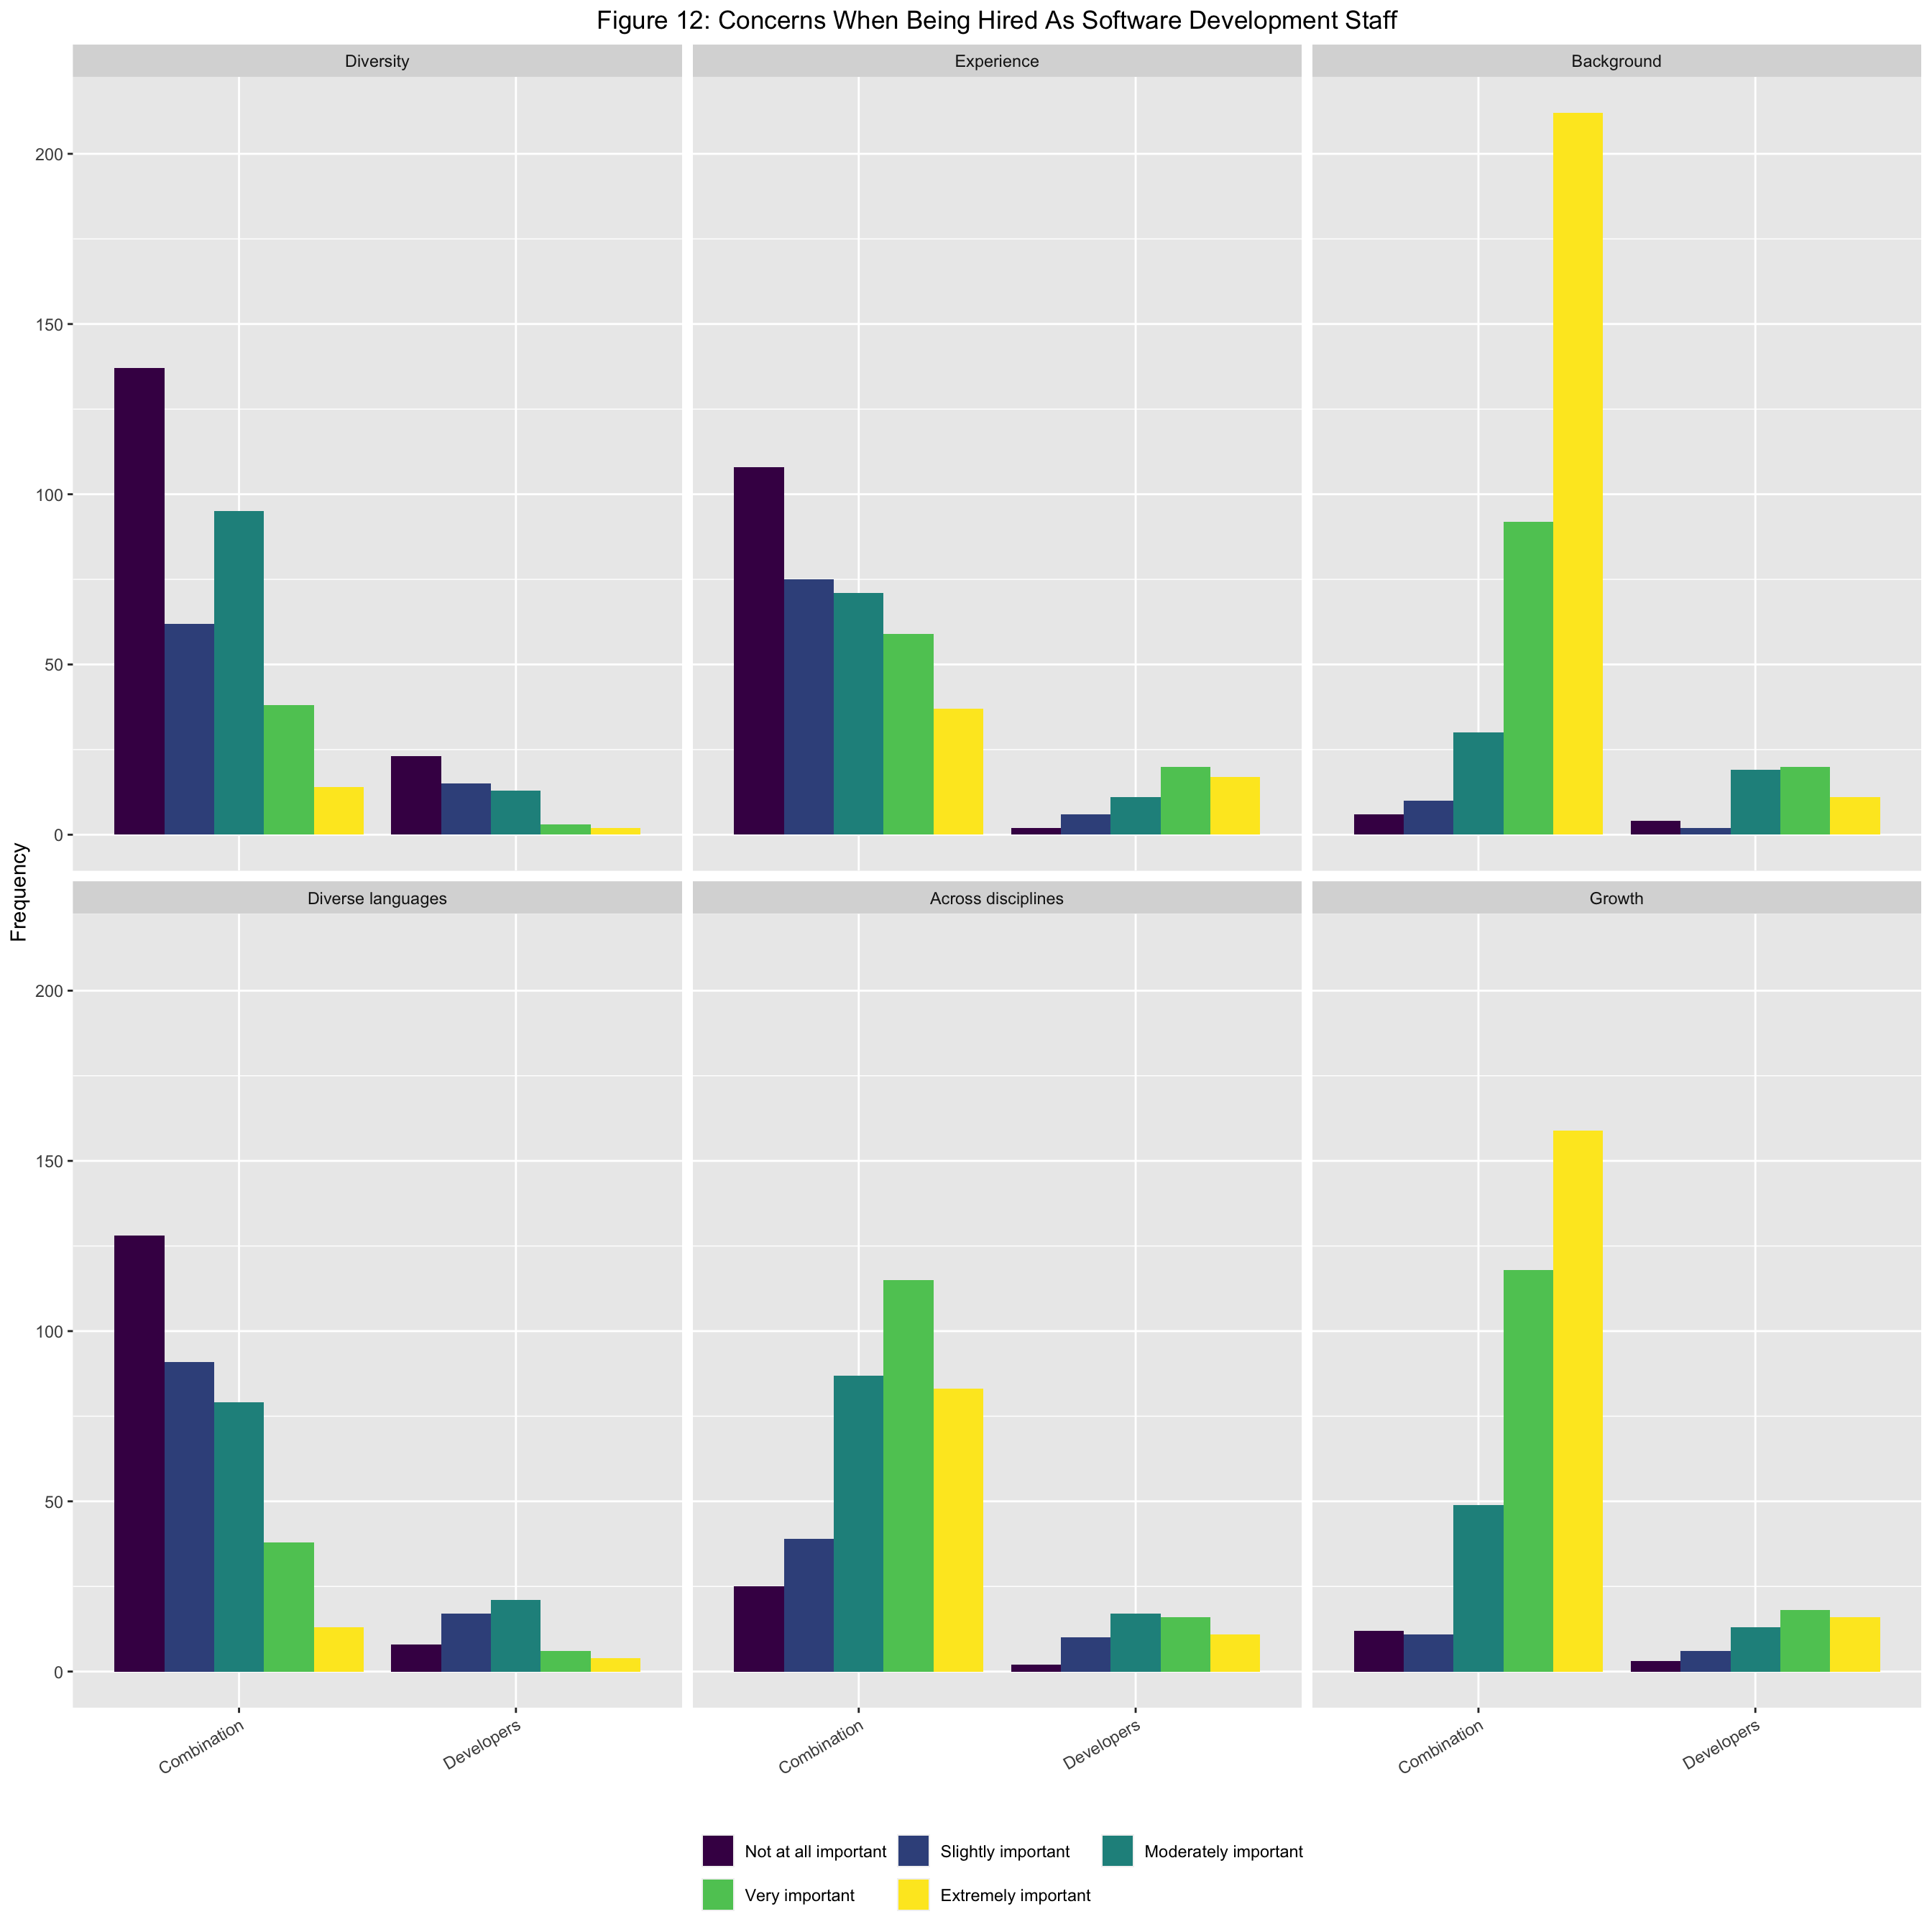 Figure 12: Concerns When Being Hired As Software Development Staff
Diversity
Experience
Background
200
150
100
50
0
Frequency
Diverse languages
Across disciplines
Growth
200
150
100
50
0
Combination
Developers
Combination
Developers
Combination
Developers
Not at all important
Slightly important
Moderately important
Very important
Extremely important